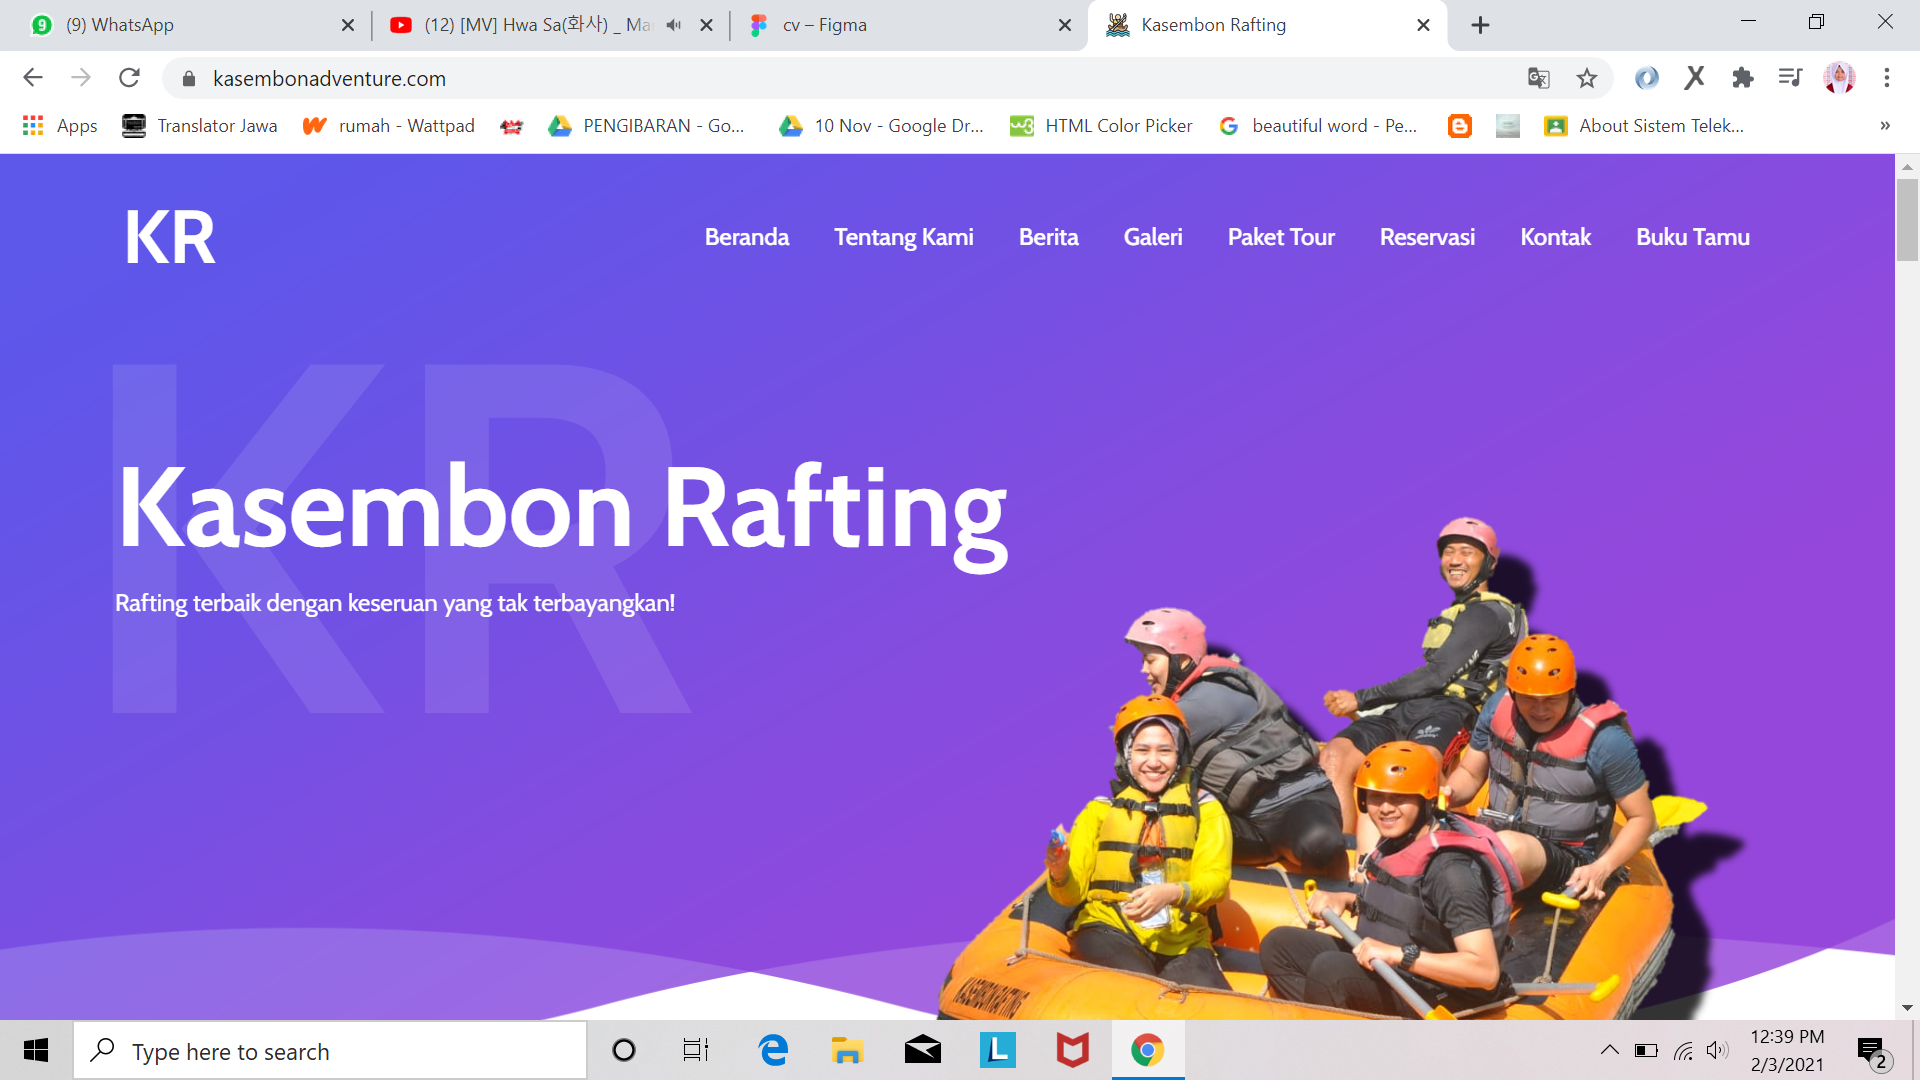 (9) WhatsApp
(12) [MV] Hwa Sa(화사) _ Mar
cv – Figma
Kasembon Rafting
kasembonadventure.com
Apps
Translator Jawa
rumah - Wattpad
PENGIBARAN - Go...
10 Nov - Google Dr...
HTML Color Picker
beautiful word - Pe...
About Sistem Telek...
»
KR
Beranda
Tentang Kami
Berita
Galeri
Paket Tour
Reservasi
Kontak
Buku Tamu
KR
Kasembon Rafting
Rafting terbaik dengan keseruan yang tak terbayangkan!
KASEMBON RAFTING
Type here to search
12:39 PM
2/3/2021
2